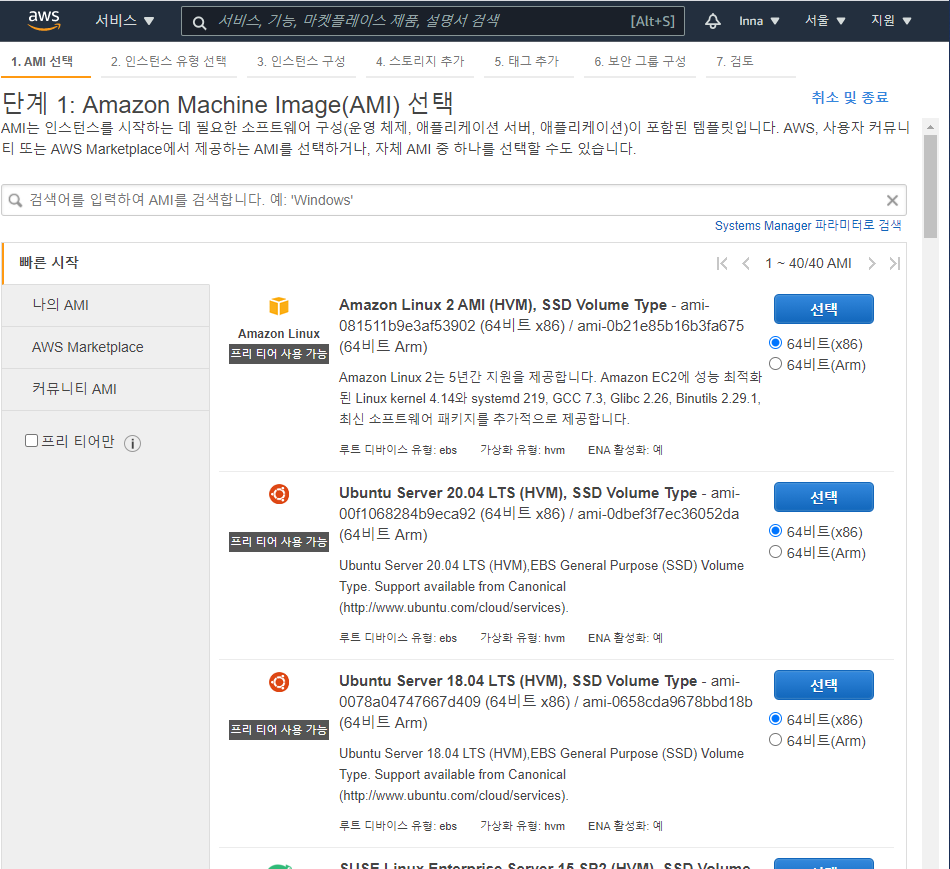 aws 서비스 ▼ 서비스, 기능, 마켓플레이스 제품, 설명서 검색 [Alt+S] Inna ▼ 서울 ▼ 지원 ▼
1. AMI 선택 2. 인스턴스 유형 선택 3. 인스턴스 구성 4. 스토리지 추가 5. 태그 추가 6. 보안 그룹 구성 7. 검토
단계 1: Amazon Machine Image(AMI) 선택 취소 및 종료
AMI는 인스턴스를 시작하는 데 필요한 소프트웨어 구성(운영 체제, 애플리케이션 서버, 애플리케이션)이 포함된 템플릿입니다. AWS, 사용자 커뮤니
티 또는 AWS Marketplace에서 제공하는 AMI를 선택하거나, 자체 AMI 중 하나를 선택할 수도 있습니다.
검색어를 입력하여 AMI를 검색합니다. 예: 'Windows'
Systems Manager 파라미터로 검색
빠른 시작 1 ~ 40/40 AMI
나의 AMI
AWS Marketplace
커뮤니티 AMI
프리 티어만
Amazon Linux
프리 티어 사용 가능
Amazon Linux 2 AMI (HVM), SSD Volume Type - ami-
081511b9e3af53902 (64비트 x86) / ami-0b21e85b16b3fa675
(64비트 Arm)
Amazon Linux 2는 5년간 지원을 제공합니다. Amazon EC2에 성능 최적화
된 Linux kernel 4.14와 systemd 219, GCC 7.3, Glibc 2.26, Binutils 2.29.1,
최신 소프트웨어 패키지를 추가적으로 제공합니다.
루트 디바이스 유형: ebs 가상화 유형: hvm ENA 활성화: 예
선택
64비트(x86)
64비트(Arm)
프리 티어 사용 가능
Ubuntu Server 20.04 LTS (HVM), SSD Volume Type - ami-
00f1068284b9eca92 (64비트 x86) / ami-0dbef3f7ec36052da
(64비트 Arm)
Ubuntu Server 20.04 LTS (HVM),EBS General Purpose (SSD) Volume
Type. Support available from Canonical
(http://www.ubuntu.com/cloud/services).
루트 디바이스 유형: ebs 가상화 유형: hvm ENA 활성화: 예
선택
64비트(x86)
64비트(Arm)
프리 티어 사용 가능
Ubuntu Server 18.04 LTS (HVM), SSD Volume Type - ami-
0078a04747667d409 (64비트 x86) / ami-0658cda9678bbd18b
(64비트 Arm)
Ubuntu Server 18.04 LTS (HVM),EBS General Purpose (SSD) Volume
Type. Support available from Canonical
(http://www.ubuntu.com/cloud/services).
루트 디바이스 유형: ebs 가상화 유형: hvm ENA 활성화: 예
선택
64비트(x86)
64비트(Arm)
SUSE Linux Enterprise Server 15 SP2 (HVM), SSD Volume